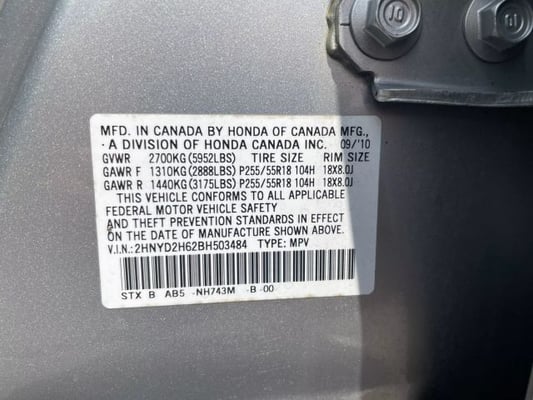 10
10
MFD. IN CANADA BY HONDA OF CANADA MFG.,
A DIVISION OF HONDA CANADA INC. 09/'10
GVWR 2700KG(5952LBS) TIRE SIZE RIM SIZE
GAWR F 1310KG(2888LBS) P255/55R18 104H 18X8.0J
GAWR R 1440KG(3175LBS) P255/55R18 104H 18X8.0J
THIS VEHICLE CONFORMS TO ALL APPLICABLE
FEDERAL MOTOR VEHICLE SAFETY
AND THEFT PREVENTION STANDARDS IN EFFECT
ON THE DATE OF MANUFACTURE SHOWN ABOVE.
V.I.N.:2HNYD2H62BH503484 TYPE: MPV
STX B AB5 -NH743M -B -00